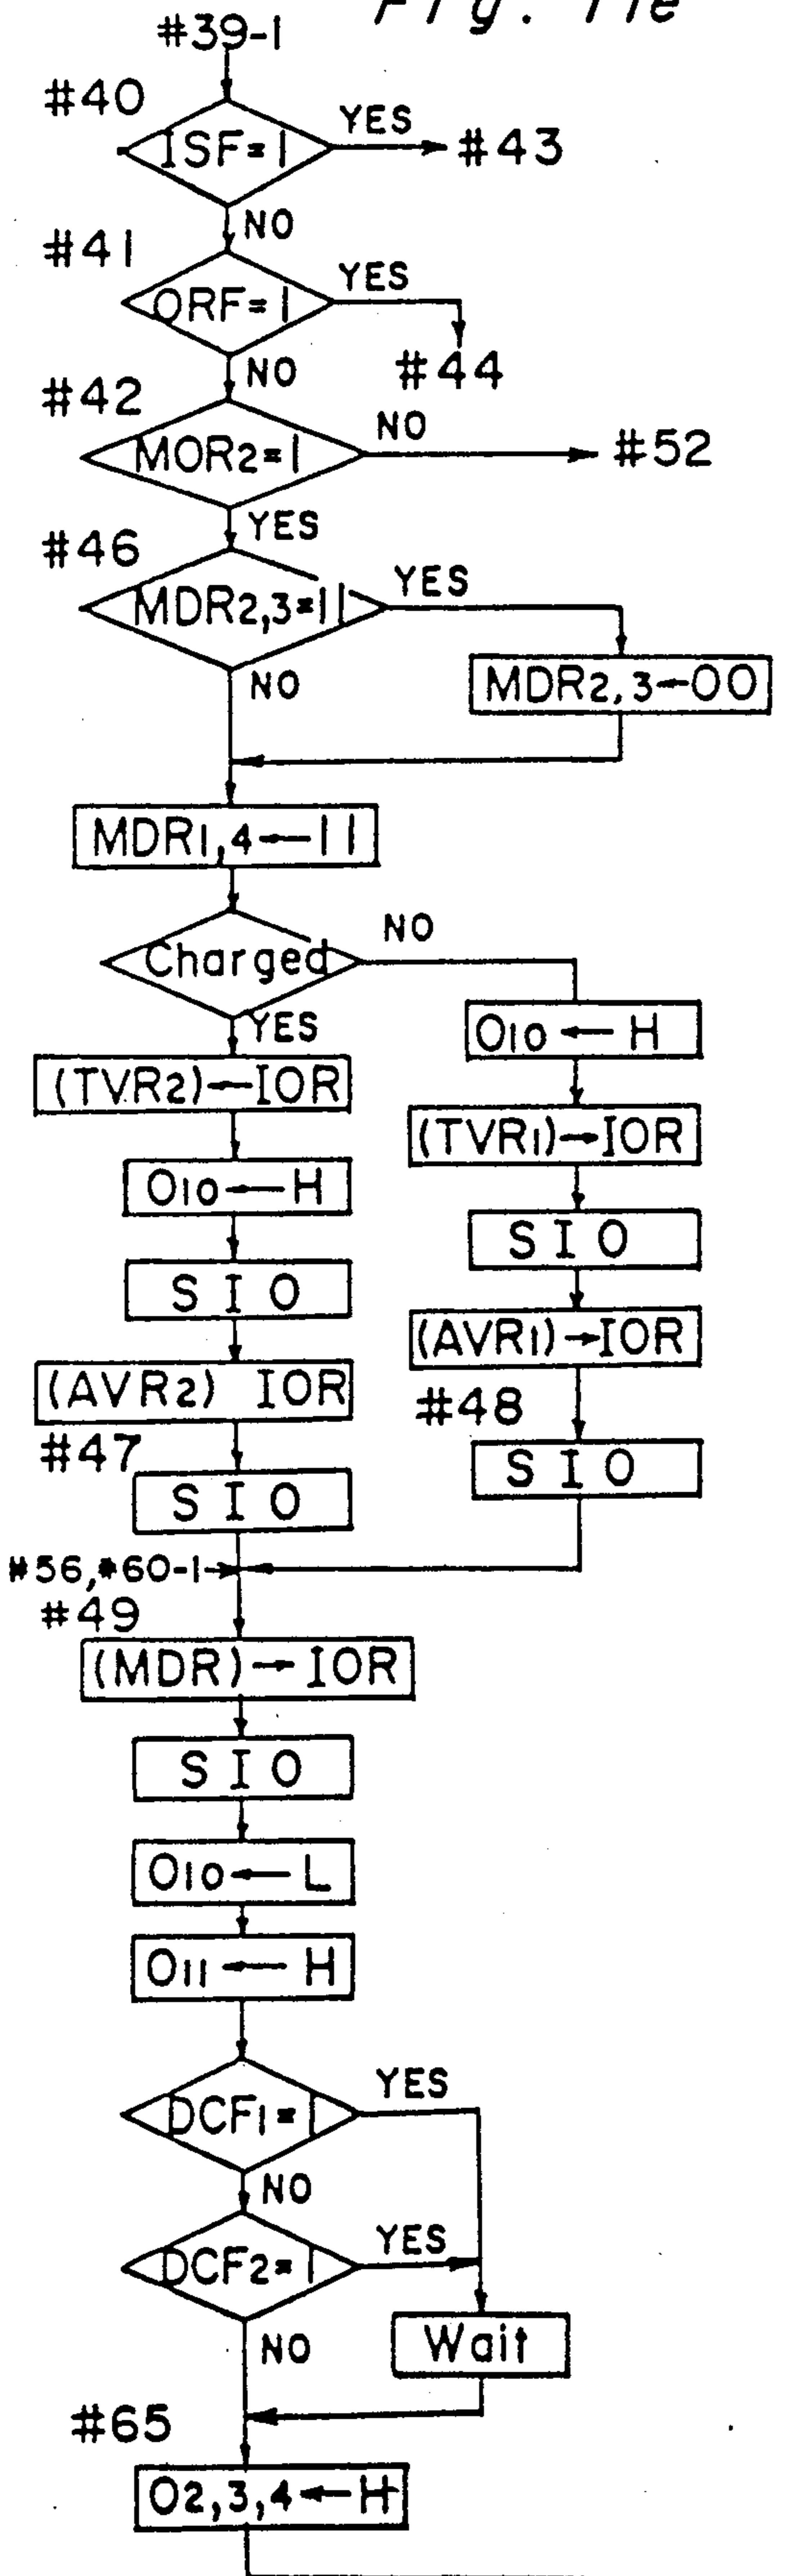 Fig. 11e
#39-1
#40
ISF=1
YES
#43
NO
#41
ORF=1
YES
#44
NO
#42
MOR2=1
NO
#52
YES
#46
MDR2,3=11
YES
MDR2,3←00
NO
MDR1,4←11
Charged
NO
YES
O10 ← H
(TVR2)←IOR
(TVR1)→IOR
O10←H
SIO
SIO
(AVR1)→IOR
(AVR2) IOR
#48
#47
SIO
SIO
#56,#60-1
#49
(MDR)→IOR
SIO
O10←L
O11←H
DCF1=1
YES
NO
DCF2=1
YES
NO
Wait
#65
O2,3,4←H